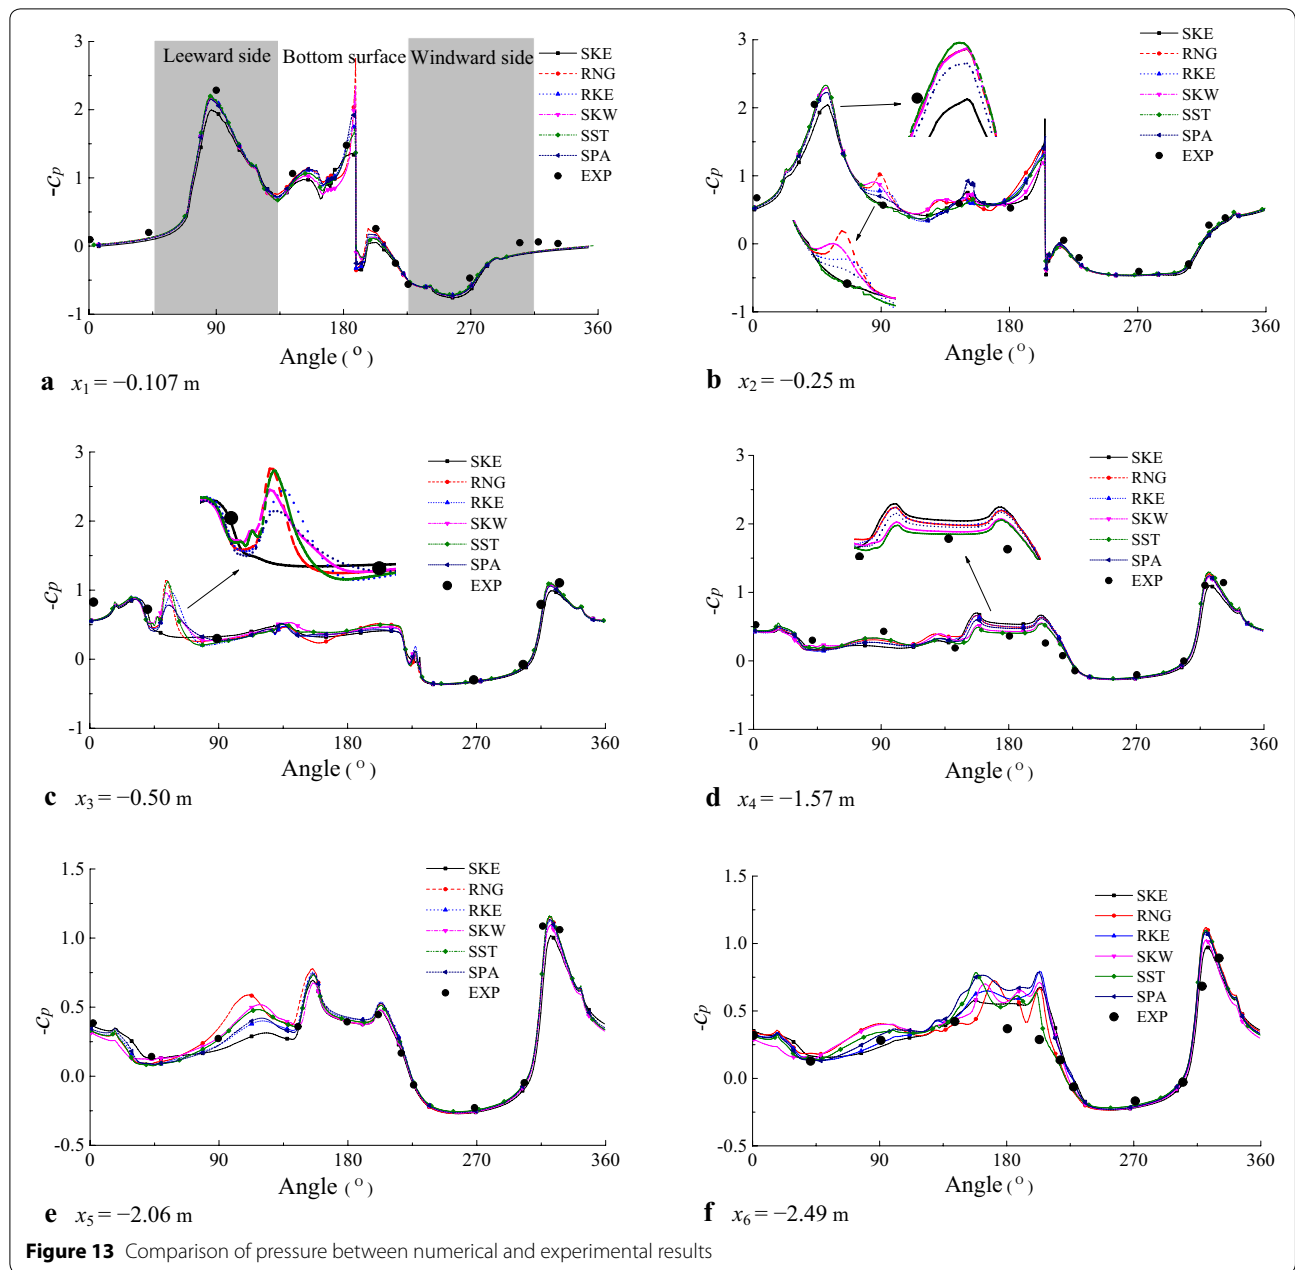 Leeward side
Bottom surface
Windward side
SKE
RNG
RKE
SKW
SST
SPA
EXP
-Cp
3
2
1
0
-1
0
90
180
270
360
Angle (°)
a x1 = −0.107 m
SKE
RNG
RKE
SKW
SST
SPA
EXP
-Cp
3
2
1
0
-1
0
90
180
270
360
Angle (°)
b x2 = −0.25 m
SKE
RNG
RKE
SKW
SST
SPA
EXP
-Cp
3
2
1
0
-1
0
90
180
270
360
Angle (°)
c x3 = −0.50 m
SKE
RNG
RKE
SKW
SST
SPA
EXP
-Cp
3
2
1
0
-1
0
90
180
270
360
Angle (°)
d x4 = −1.57 m
SKE
RNG
RKE
SKW
SST
SPA
EXP
-Cp
1.5
1.0
0.5
0.0
-0.5
0
90
180
270
360
Angle (°)
e x5 = −2.06 m
SKE
RNG
RKE
SKW
SST
SPA
EXP
-Cp
1.5
1.0
0.5
0.0
-0.5
0
90
180
270
360
Angle (°)
f x6 = −2.49 m
Figure 13 Comparison of pressure between numerical and experimental results